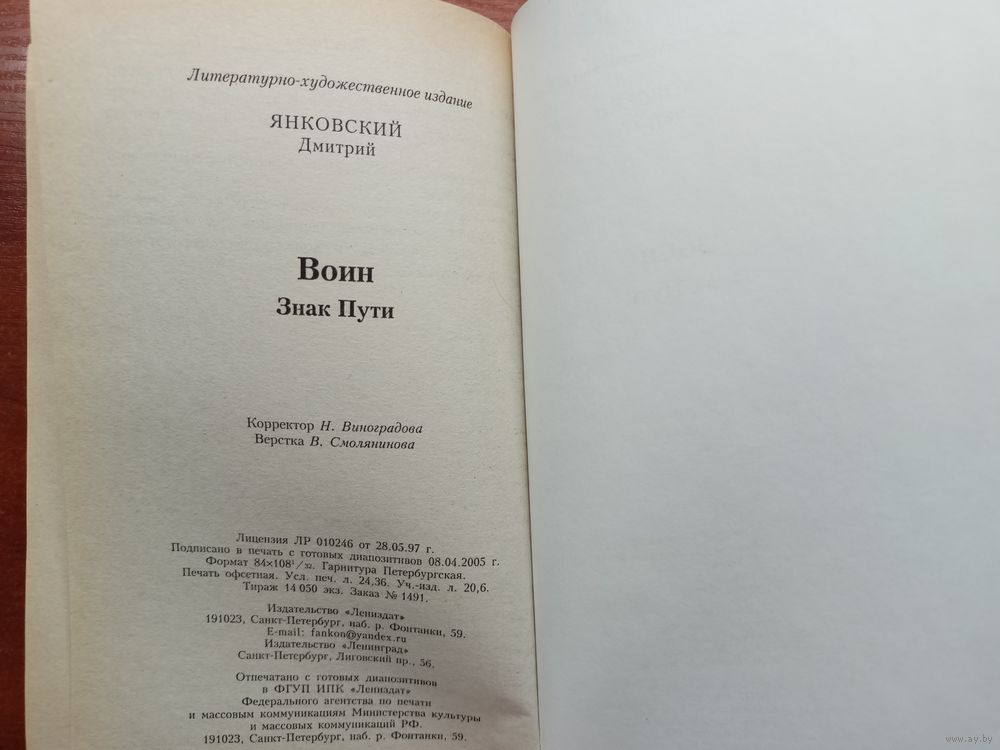 Литературно-художественное издание
ЯНКОВСКИЙ
Дмитрий
Воин
Знак Пути
Корректор Н. Виноградова
Верстка В. Смолянинова
Лицензия ЛР 010246 от 28.05.97 г.
Подписано в печать с готовых диапозитивов 08.04.2005 г.
Формат 84×108¹/₃₂. Гарнитура Петербургская.
Печать офсетная. Усл. печ. л. 24,36. Уч.-изд. л. 20,6.
Тираж 14 050 экз. Заказ № 1491.
Издательство «Лениздат»
191023, Санкт-Петербург, наб. р. Фонтанки, 59.
E-mail: fankon@yandex.ru
Издательство «Ленинград»
Санкт-Петербург, Лиговский пр., 56.
Отпечатано с готовых диапозитивов
в ФГУП ИПК «Лениздат»
Федерального агентства по печати
и массовым коммуникациям Министерства культуры
и массовых коммуникаций РФ.
191023, Санкт-Петербург, наб. р. Фонтанки, 59.
www.ay.by